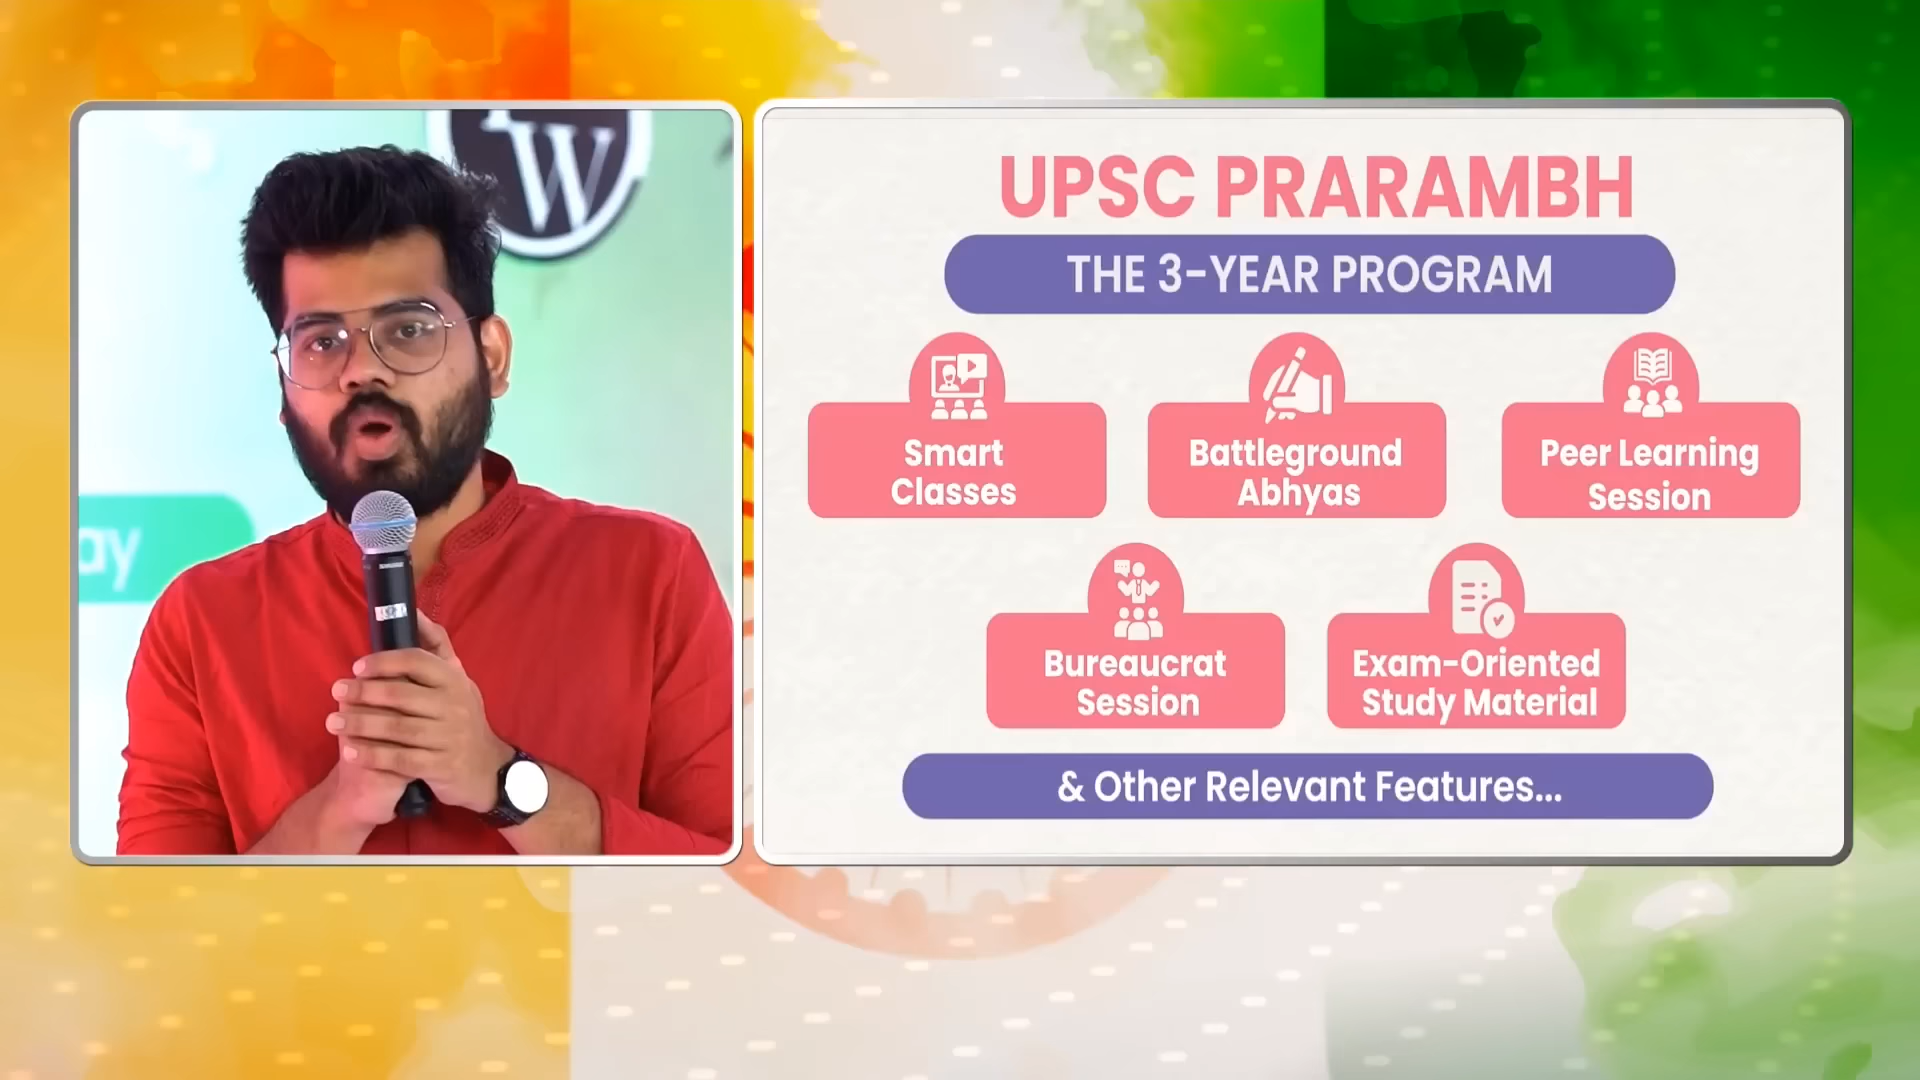 W
ay
UPSC PRARAMBH
THE 3-YEAR PROGRAM
Smart
Classes
Battleground
Abhyas
Peer Learning
Session
Bureaucrat
Session
Exam-Oriented
Study Material
& Other Relevant Features...